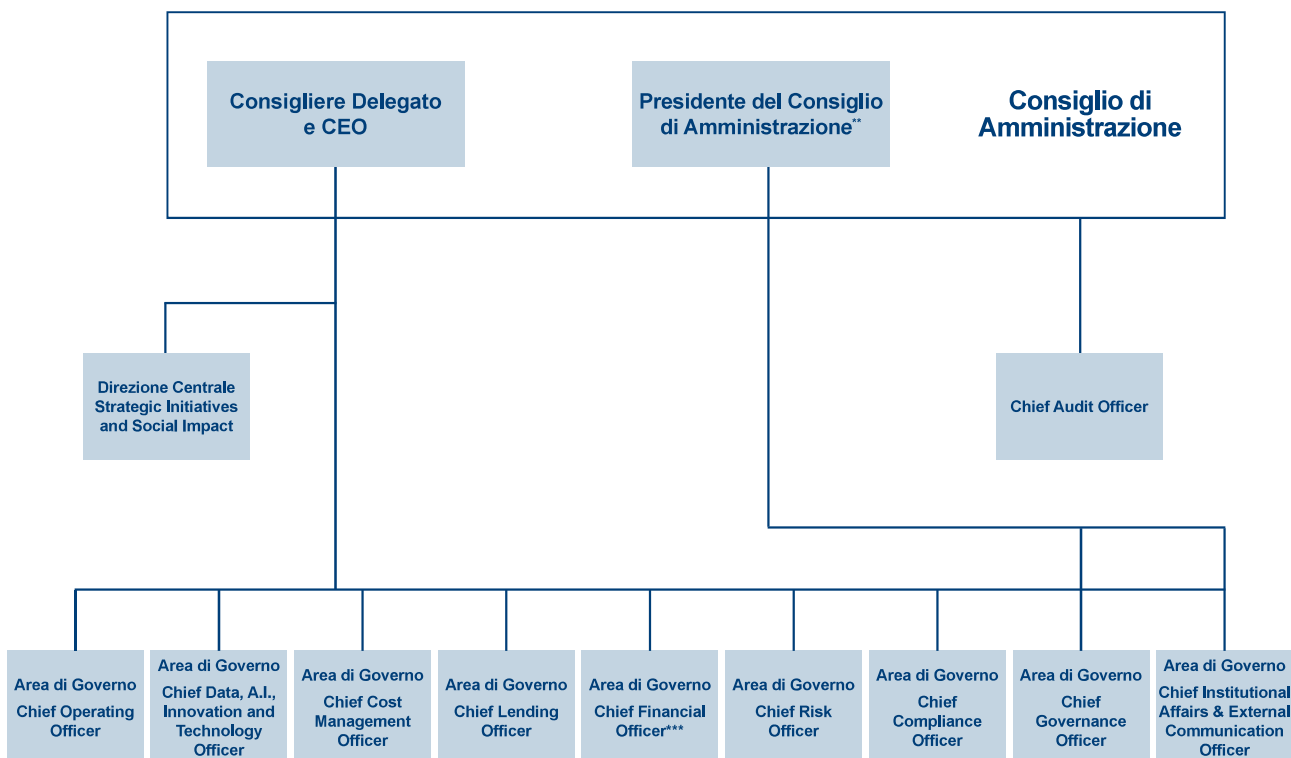 Consigliere Delegato
e CEO
Presidente del Consiglio
di Amministrazione**
Consiglio di
Amministrazione
Direzione Centrale
Strategic Initiatives
and Social Impact
Chief Audit Officer
Area di Governo
Chief Operating
Officer
Area di Governo
Chief Data, A.I.,
Innovation and
Technology
Officer
Area di Governo
Chief Cost
Management
Officer
Area di Governo
Chief Lending
Officer
Area di Governo
Chief Financial
Officer***
Area di Governo
Chief Risk
Officer
Area di Governo
Chief
Compliance
Officer
Area di Governo
Chief
Governance
Officer
Area di Governo
Chief Institutional
Affairs & External
Communication
Officer